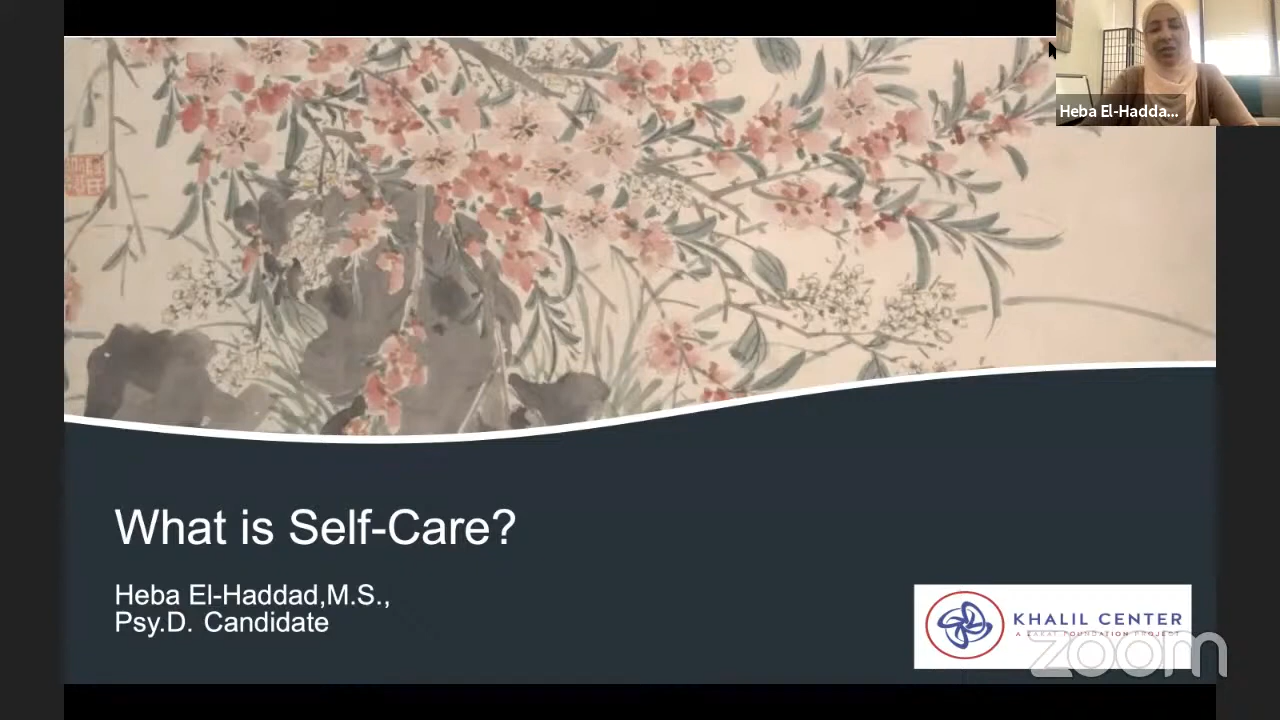 Heba El-Hadda...
What is Self-Care?
Heba El-Haddad,M.S.,
Psy.D. Candidate
KHALIL CENTER
A ZAKAT FOUNDATION PROJECT
zoom